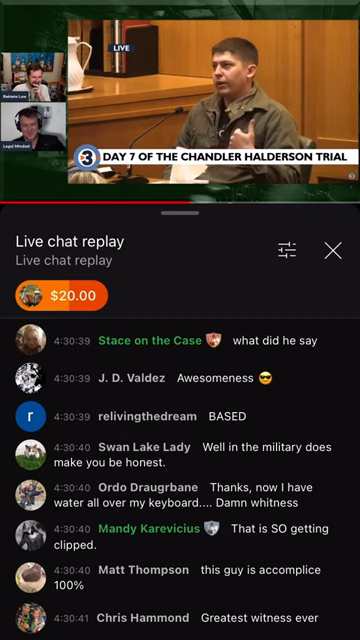 LIVE
Rekieta Law
Legal Mindset
3 DAY 7 OF THE CHANDLER HALDERSON TRIAL
3
Live chat replay
Live chat replay
$20.00
4:30:39 Stace on the Case what did he say
4:30:39 J. D. Valdez Awesomeness 😎
r 4:30:39 relivingthedream BASED
4:30:40 Swan Lake Lady Well in the military does
make you be honest.
4:30:40 Ordo Draugrbane Thanks, now I have
water all over my keyboard.... Damn whitness
4:30:40 Mandy Karevicius That is SO getting
clipped.
4:30:40 Matt Thompson this guy is accomplice
100%
4:30:41 Chris Hammond Greatest witness ever